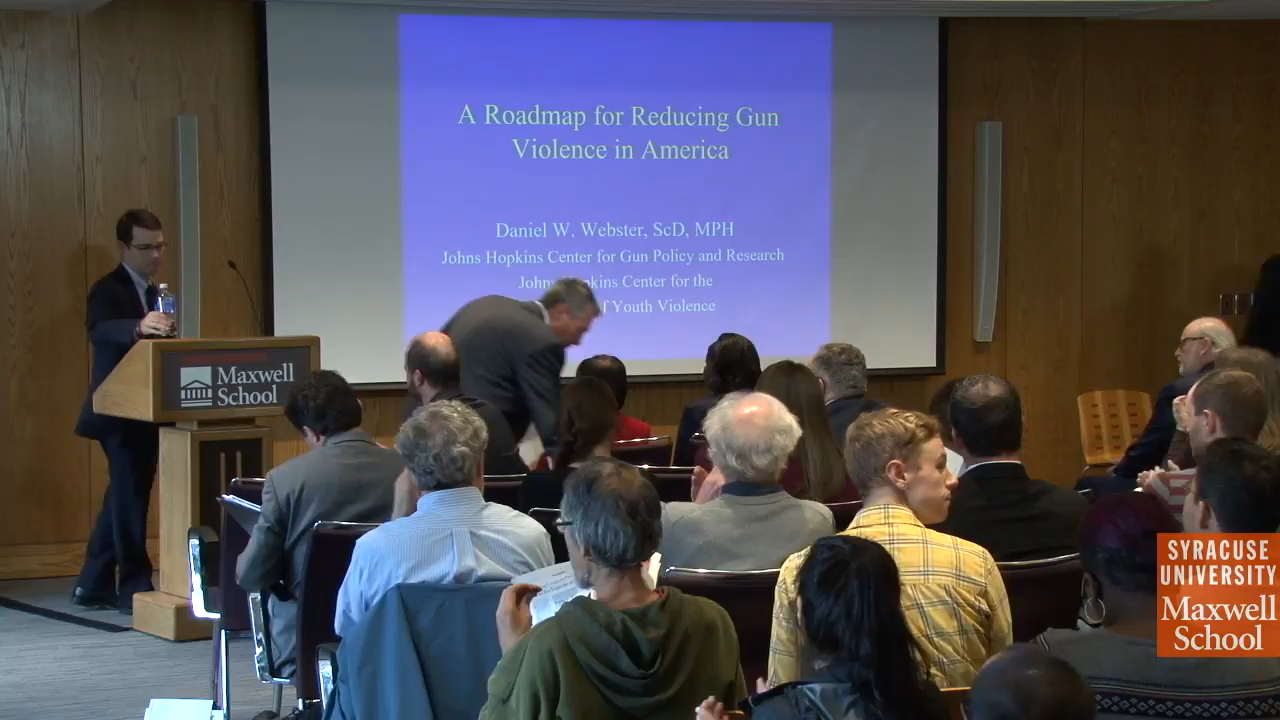 A Roadmap for Reducing Gun
Violence in America
Daniel W. Webster, ScD, MPH
Johns Hopkins Center for Gun Policy and Research
Johns Hopkins Center for the
of Youth Violence
Maxwell
School
SYRACUSE
UNIVERSITY
Maxwell
School